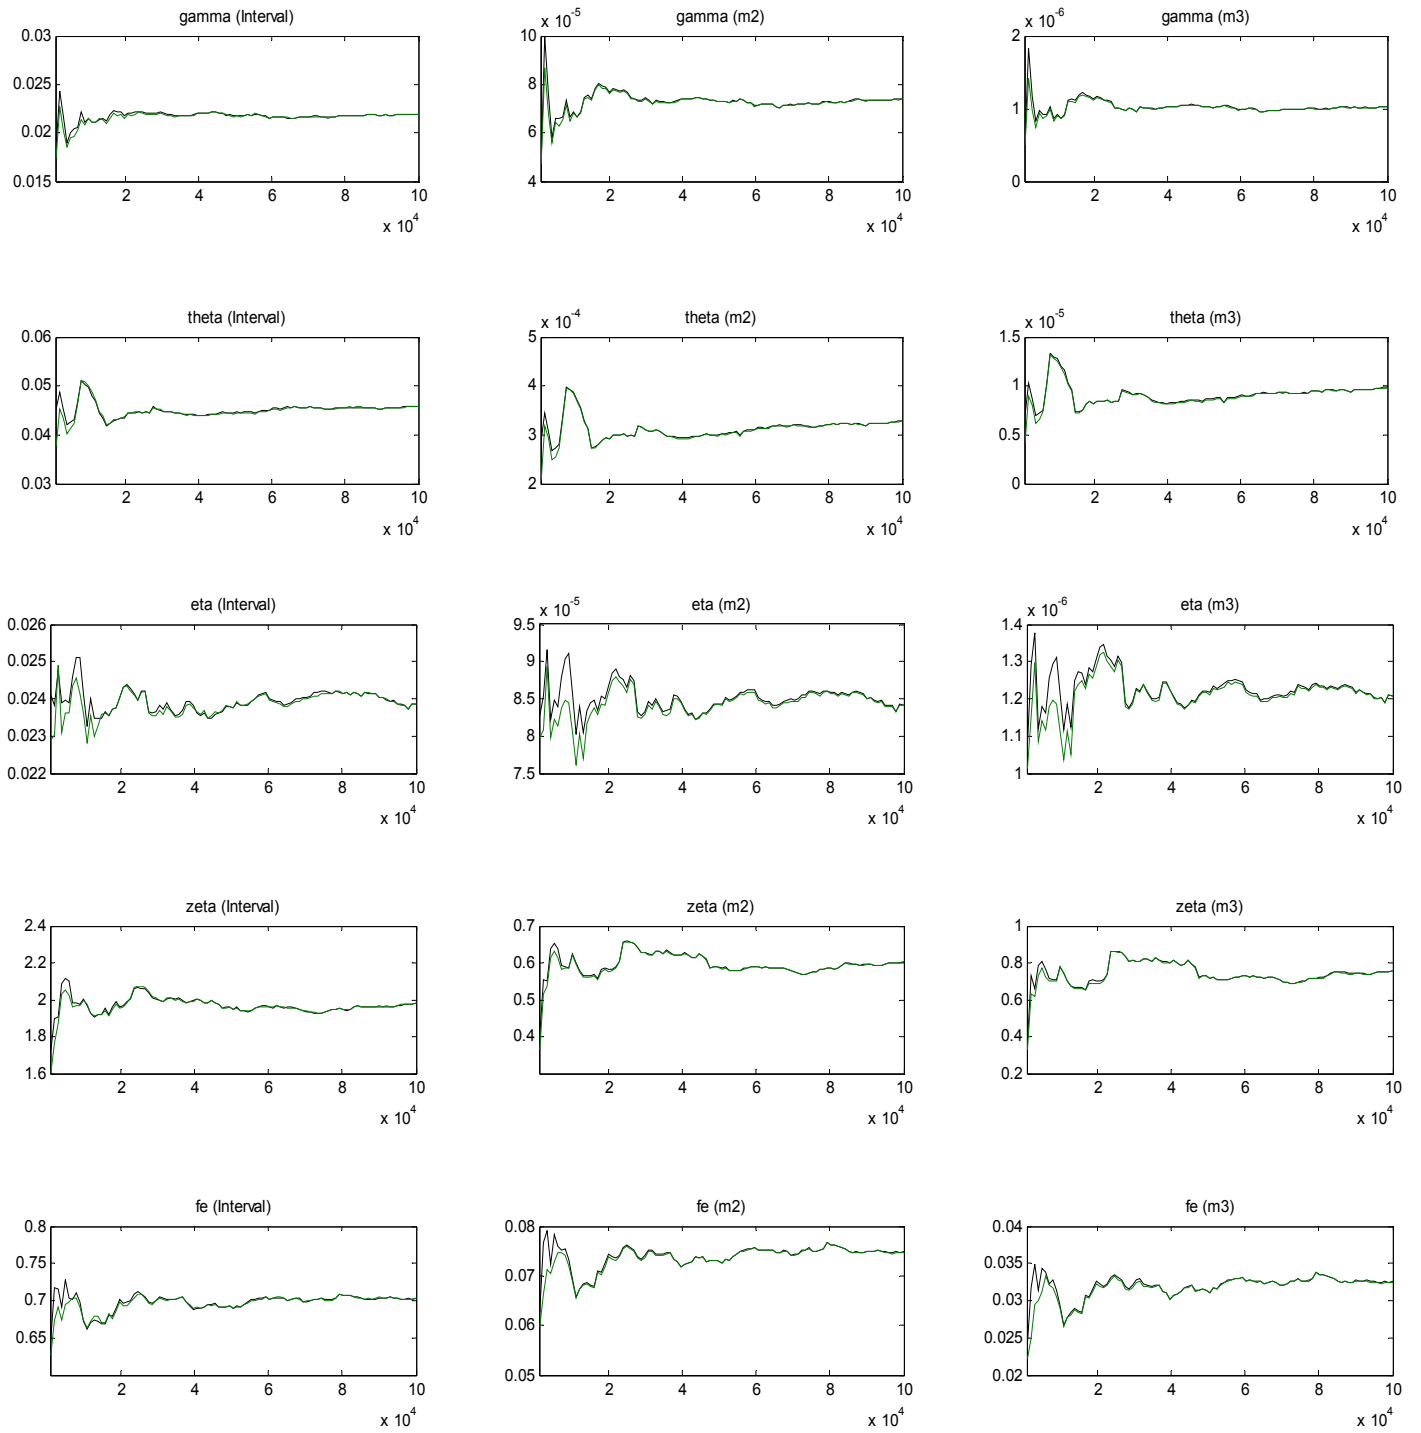 gamma (Interval)
0.03
0.025
0.02
0.015
2 4 6 8 10
x 10^4
gamma (m2)
x 10^-5
10
8
6
4
2 4 6 8 10
x 10^4
gamma (m3)
x 10^-6
2
1
0
2 4 6 8 10
x 10^4
theta (Interval)
0.06
0.05
0.04
0.03
2 4 6 8 10
x 10^4
theta (m2)
x 10^-4
5
4
3
2
2 4 6 8 10
x 10^4
theta (m3)
x 10^-5
1.5
1
0.5
0
2 4 6 8 10
x 10^4
eta (Interval)
0.026
0.025
0.024
0.023
0.022
2 4 6 8 10
x 10^4
eta (m2)
x 10^-5
9.5
9
8.5
8
7.5
2 4 6 8 10
x 10^4
eta (m3)
x 10^-6
1.4
1.3
1.2
1.1
1
2 4 6 8 10
x 10^4
zeta (Interval)
2.4
2.2
2
1.8
1.6
2 4 6 8 10
x 10^4
zeta (m2)
0.7
0.6
0.5
0.4
2 4 6 8 10
x 10^4
zeta (m3)
1
0.8
0.6
0.4
0.2
2 4 6 8 10
x 10^4
fe (Interval)
0.8
0.75
0.7
0.65
2 4 6 8 10
x 10^4
fe (m2)
0.08
0.07
0.06
0.05
2 4 6 8 10
x 10^4
fe (m3)
0.04
0.035
0.03
0.025
0.02
2 4 6 8 10
x 10^4